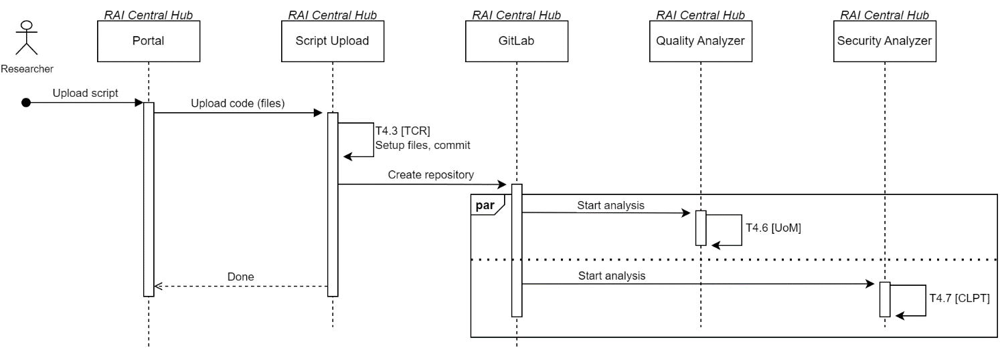 RAI Central Hub
RAI Central Hub
RAI Central Hub
RAI Central Hub
RAI Central Hub
Portal
Script Upload
GitLab
Quality Analyzer
Security Analyzer
Researcher
Upload script
Upload code (files)
T4.3 [TCR]
Setup files, commit
Create repository
par
Start analysis
T4.6 [UoM]
Done
Start analysis
T4.7 [CLPT]